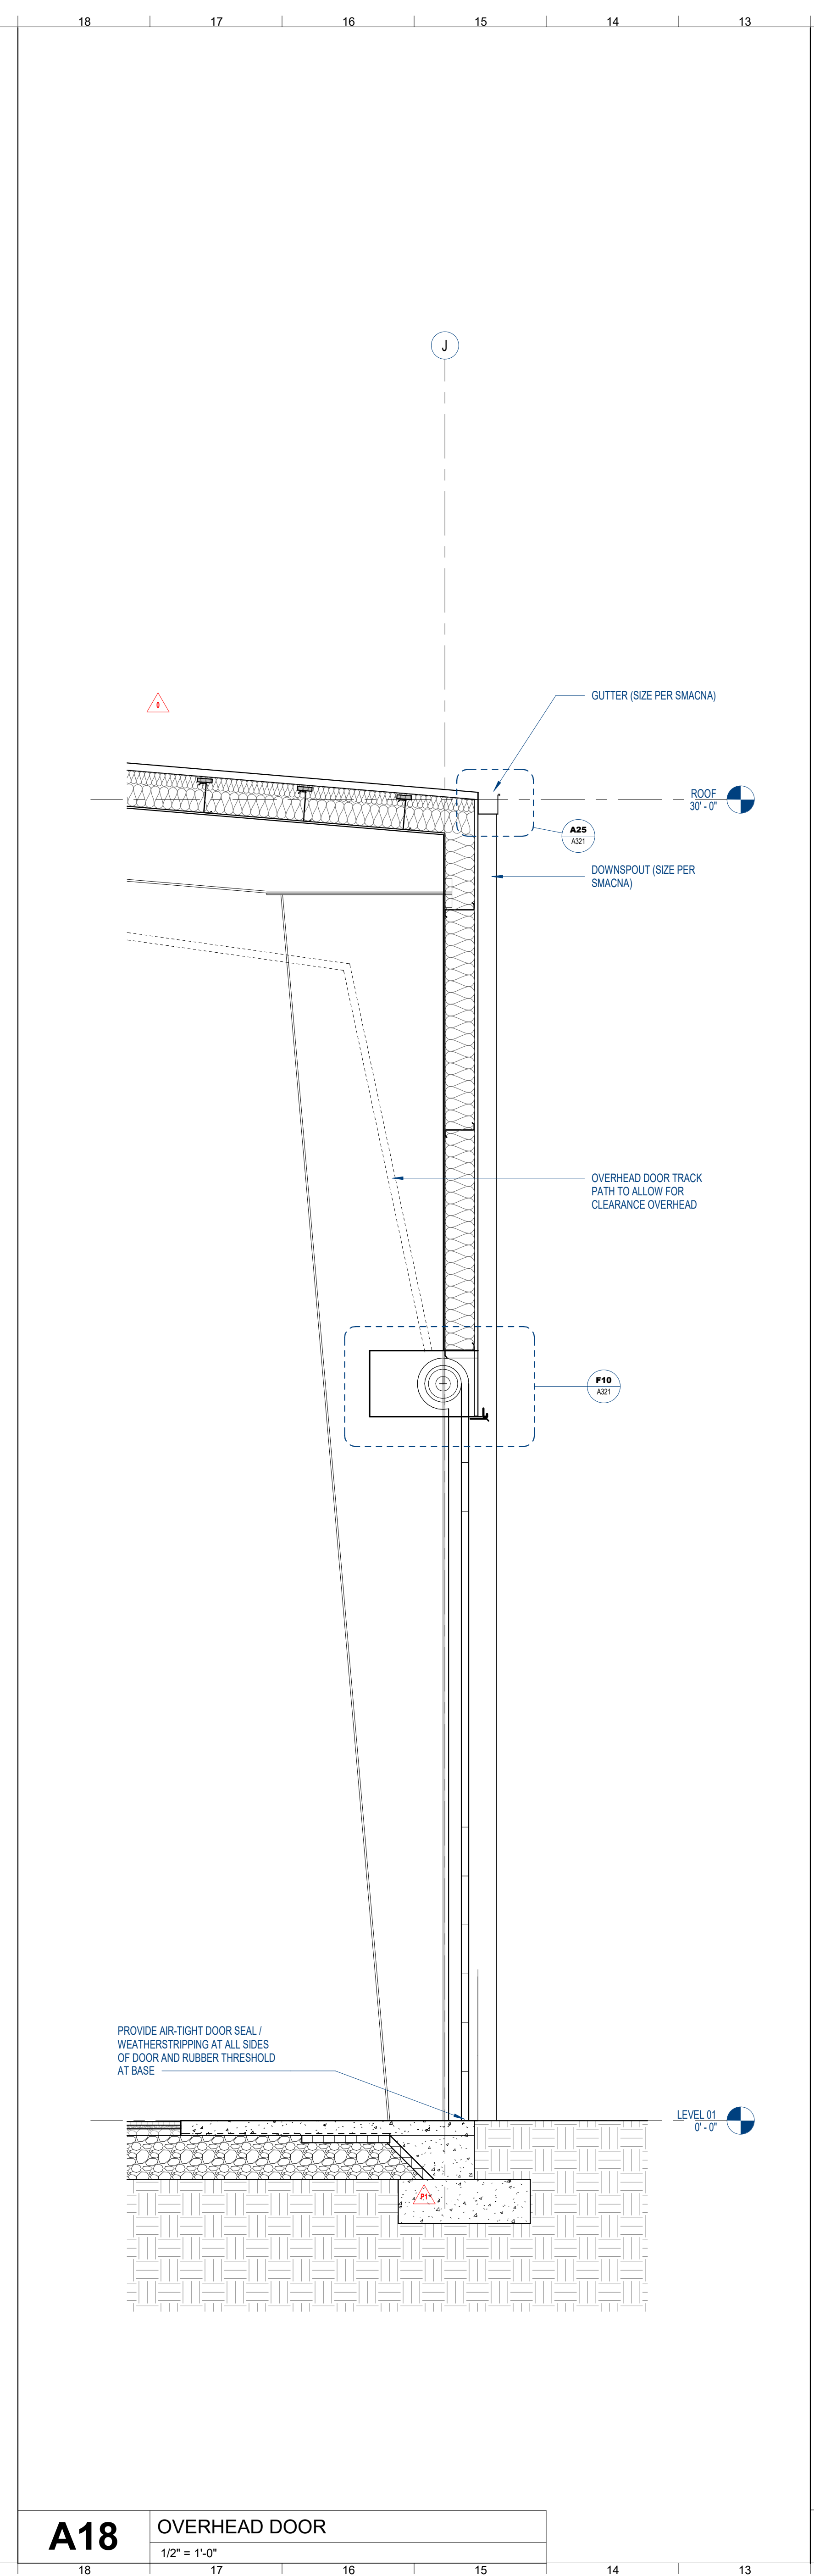 18 17 16 15 14 13
J
GUTTER (SIZE PER SMACNA)
0
ROOF
30' - 0"
A25
A321
DOWNSPOUT (SIZE PER
SMACNA)
OVERHEAD DOOR TRACK
PATH TO ALLOW FOR
CLEARANCE OVERHEAD
F10
A321
PROVIDE AIR-TIGHT DOOR SEAL /
WEATHERSTRIPPING AT ALL SIDES
OF DOOR AND RUBBER THRESHOLD
AT BASE
LEVEL 01
0' - 0"
P1
A18
OVERHEAD DOOR
1/2" = 1'-0"
18 17 16 15 14 13